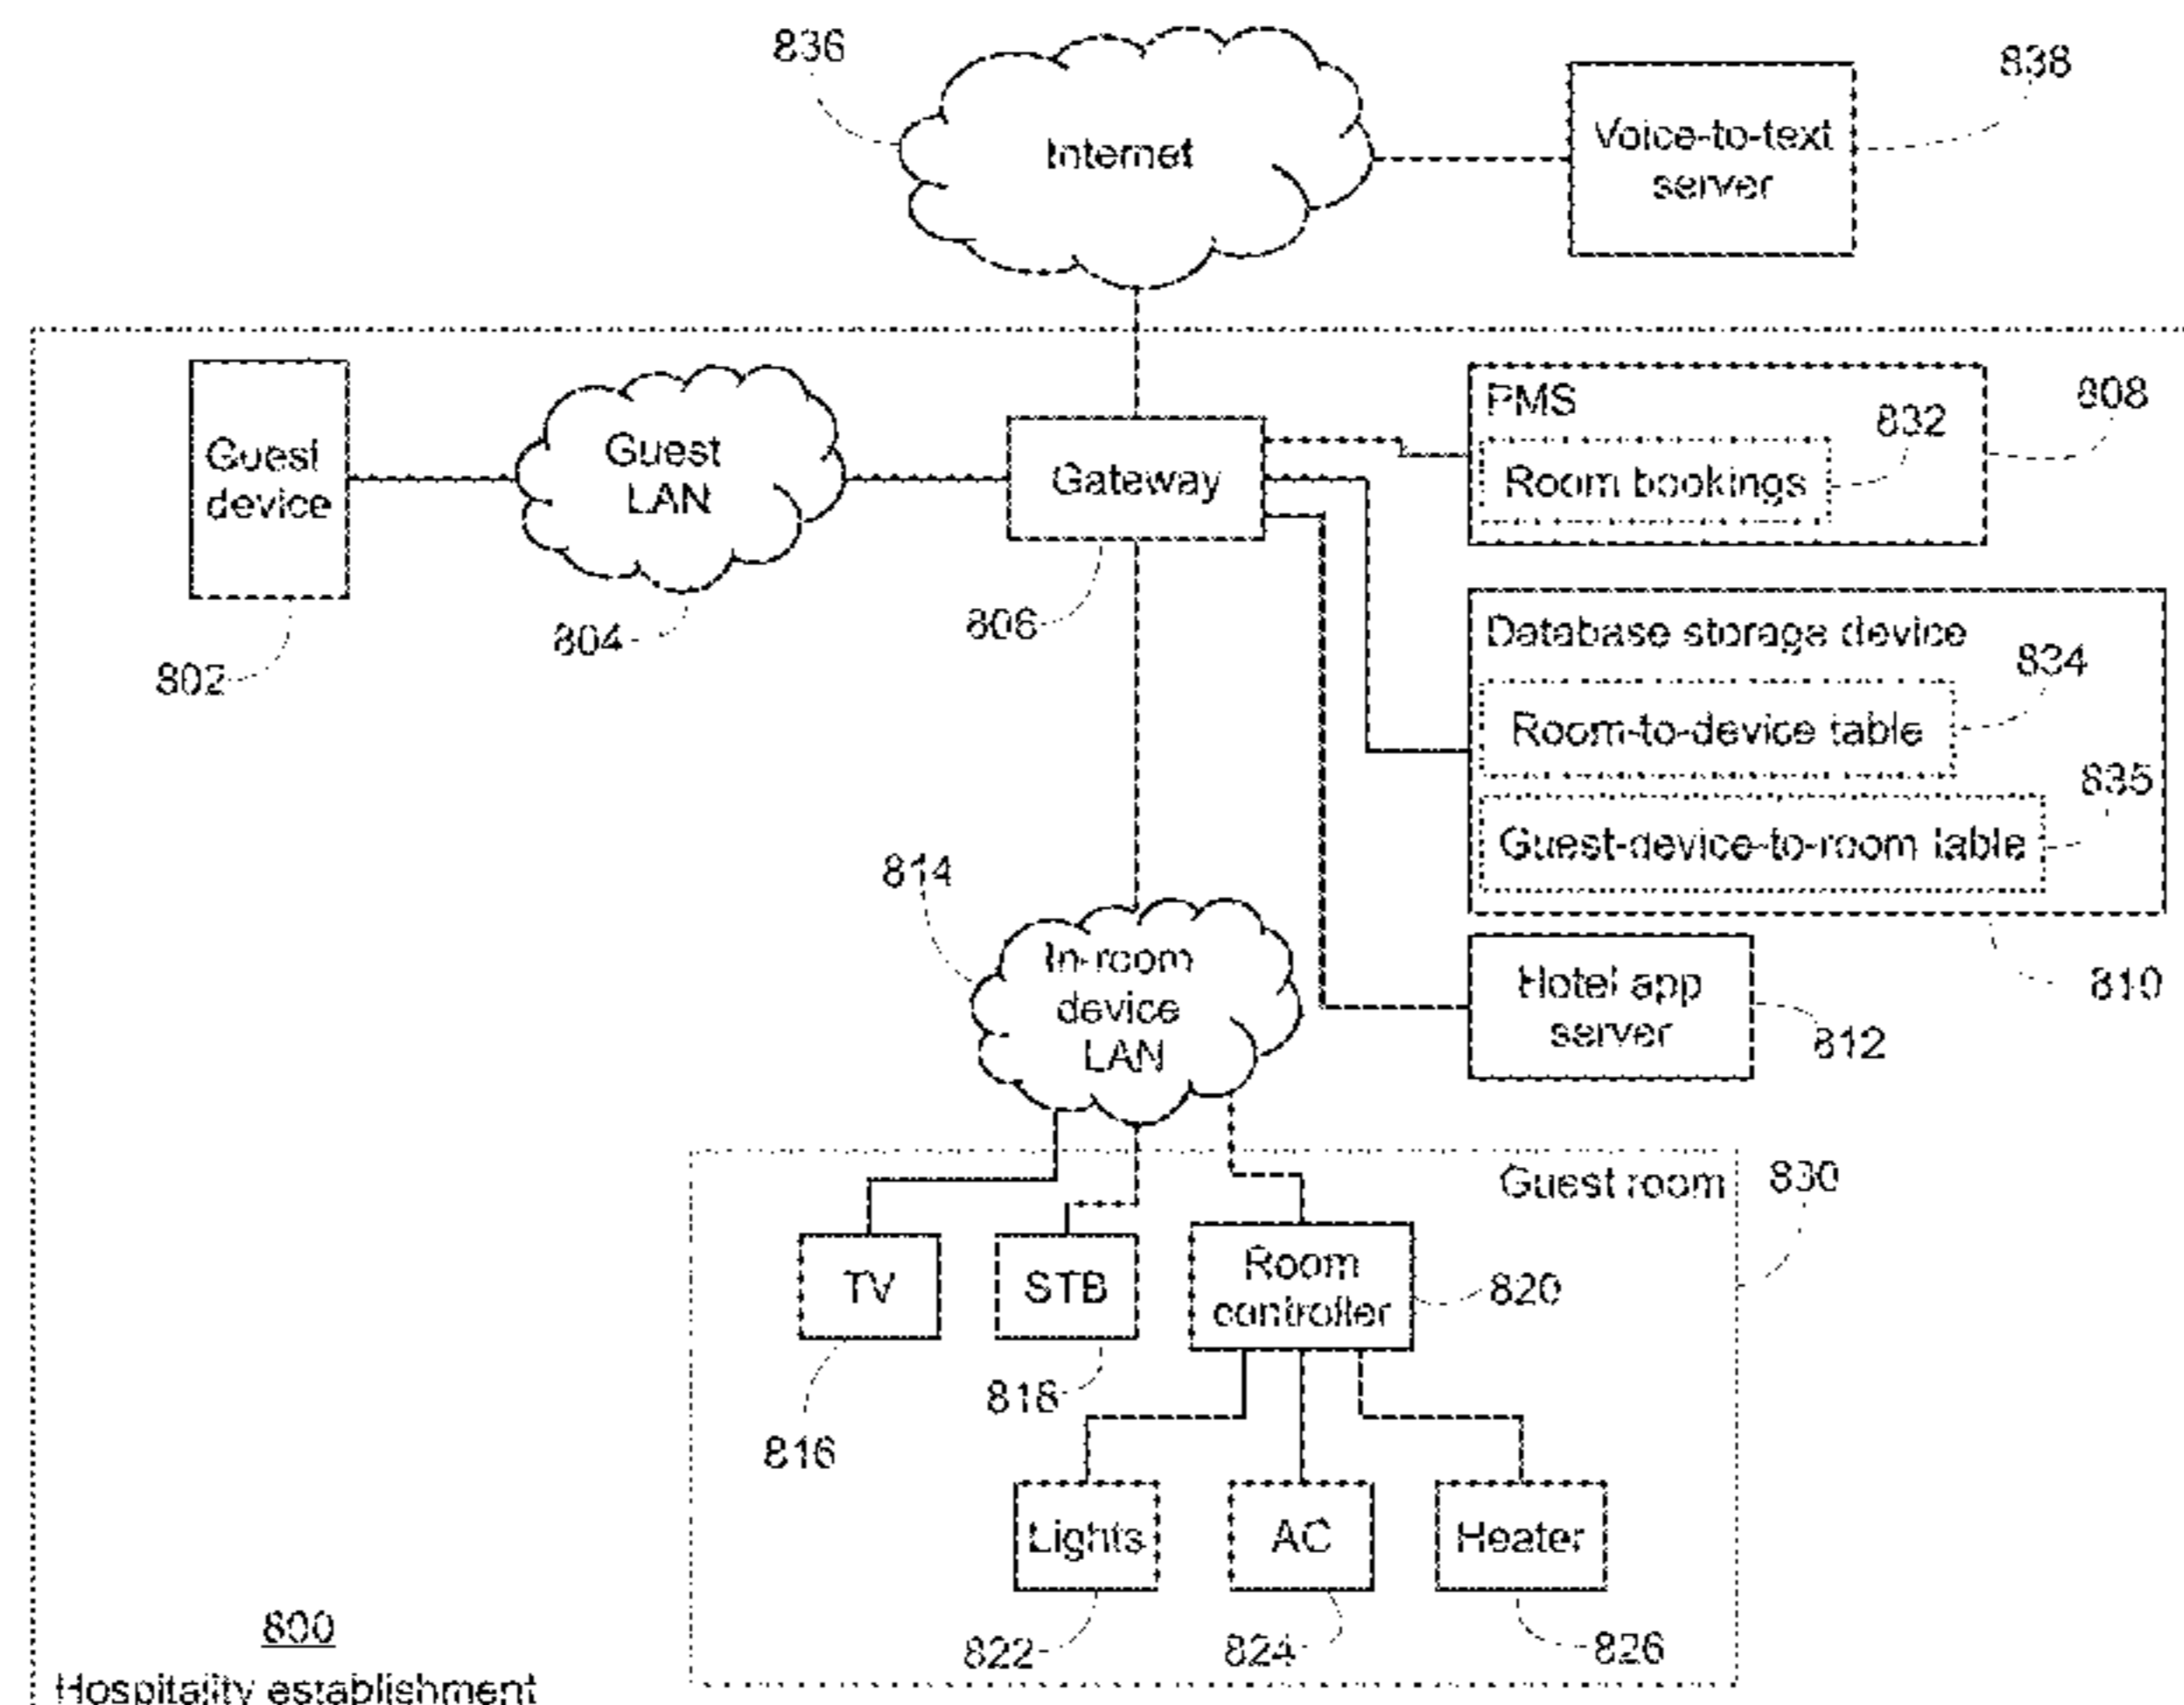 836
Internet
Voice-to-text
server
838
Guest
device
802
Guest
LAN
804
Gateway
806
PMS
Room bookings
832
808
Database storage device
Room-to-device table
834
Guest-device-to-room table
835
810
Hotel app
server
812
814
In-room
device
LAN
Guest room
830
TV
816
STB
818
Room
controller
820
Lights
822
AC
824
Heater
826
800
Hospitality establishment